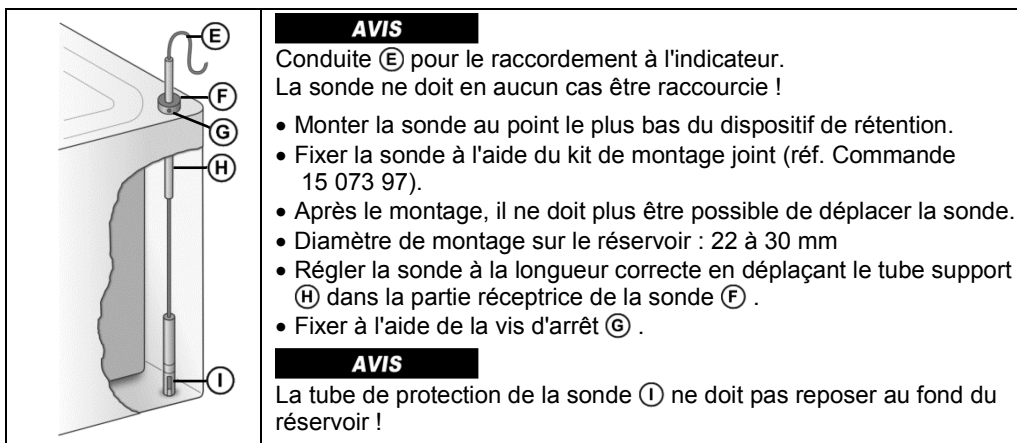 E
F
G
H
I
AVIS
Conduite Ⓔ pour le raccordement à l'indicateur.
La sonde ne doit en aucun cas être raccourcie !
• Monter la sonde au point le plus bas du dispositif de rétention.
• Fixer la sonde à l'aide du kit de montage joint (réf. Commande
15 073 97).
• Après le montage, il ne doit plus être possible de déplacer la sonde.
• Diamètre de montage sur le réservoir : 22 à 30 mm
• Régler la sonde à la longueur correcte en déplaçant le tube support
Ⓗ dans la partie réceptrice de la sonde Ⓕ .
• Fixer à l'aide de la vis d'arrêt Ⓖ .
AVIS
La tube de protection de la sonde Ⓘ ne doit pas reposer au fond du
réservoir !